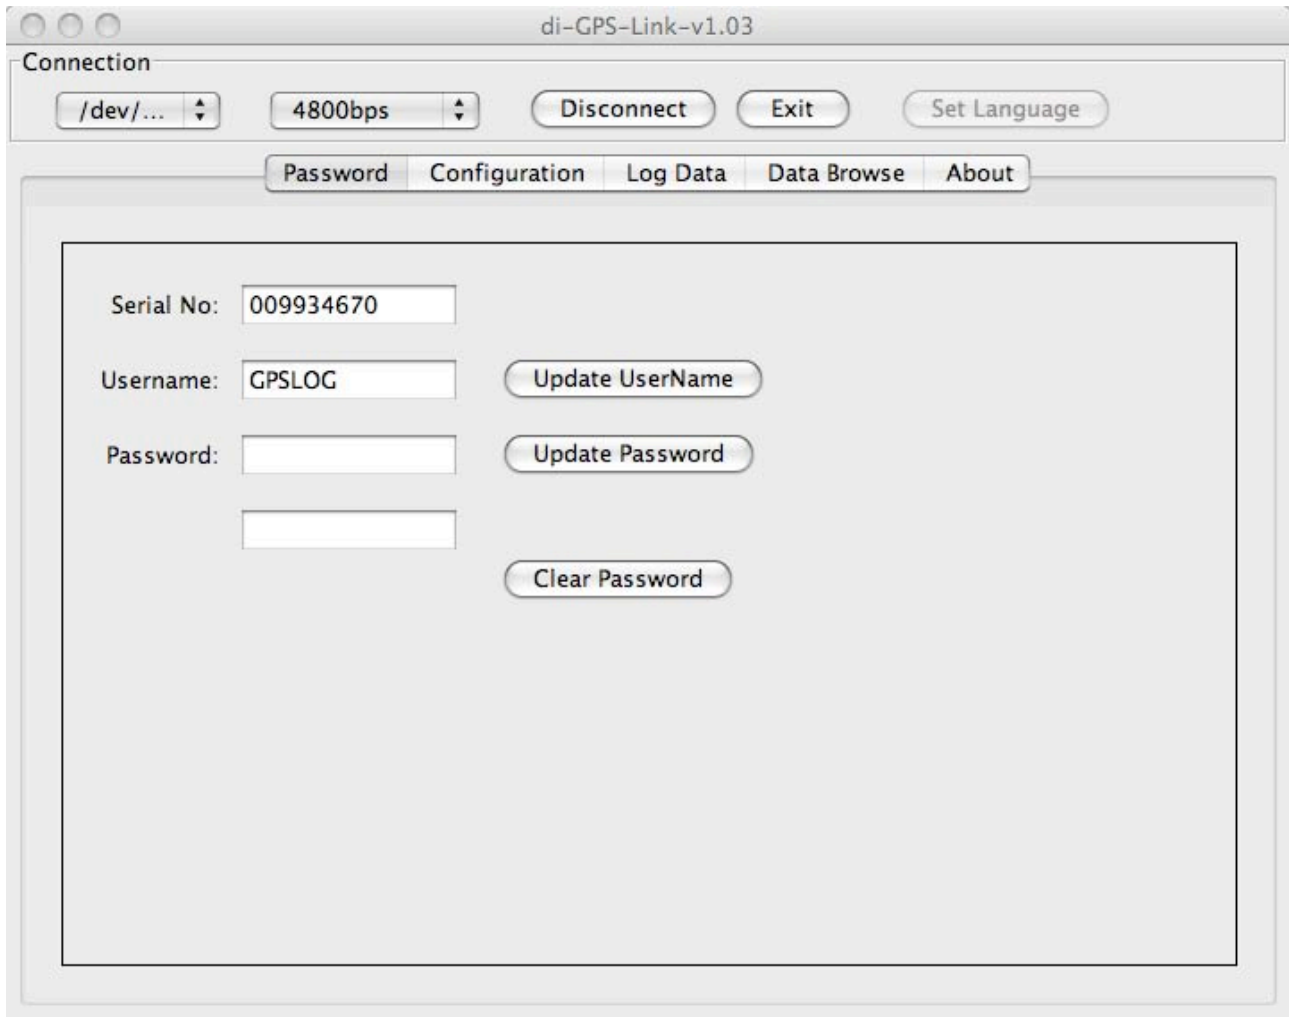 di-GPS-Link-v1.03
Connection
/dev/... 4800bps Disconnect Exit Set Language
Password Configuration Log Data Data Browse About
Serial No: 009934670
Username: GPSLOG Update UserName
Password: Update Password
Clear Password